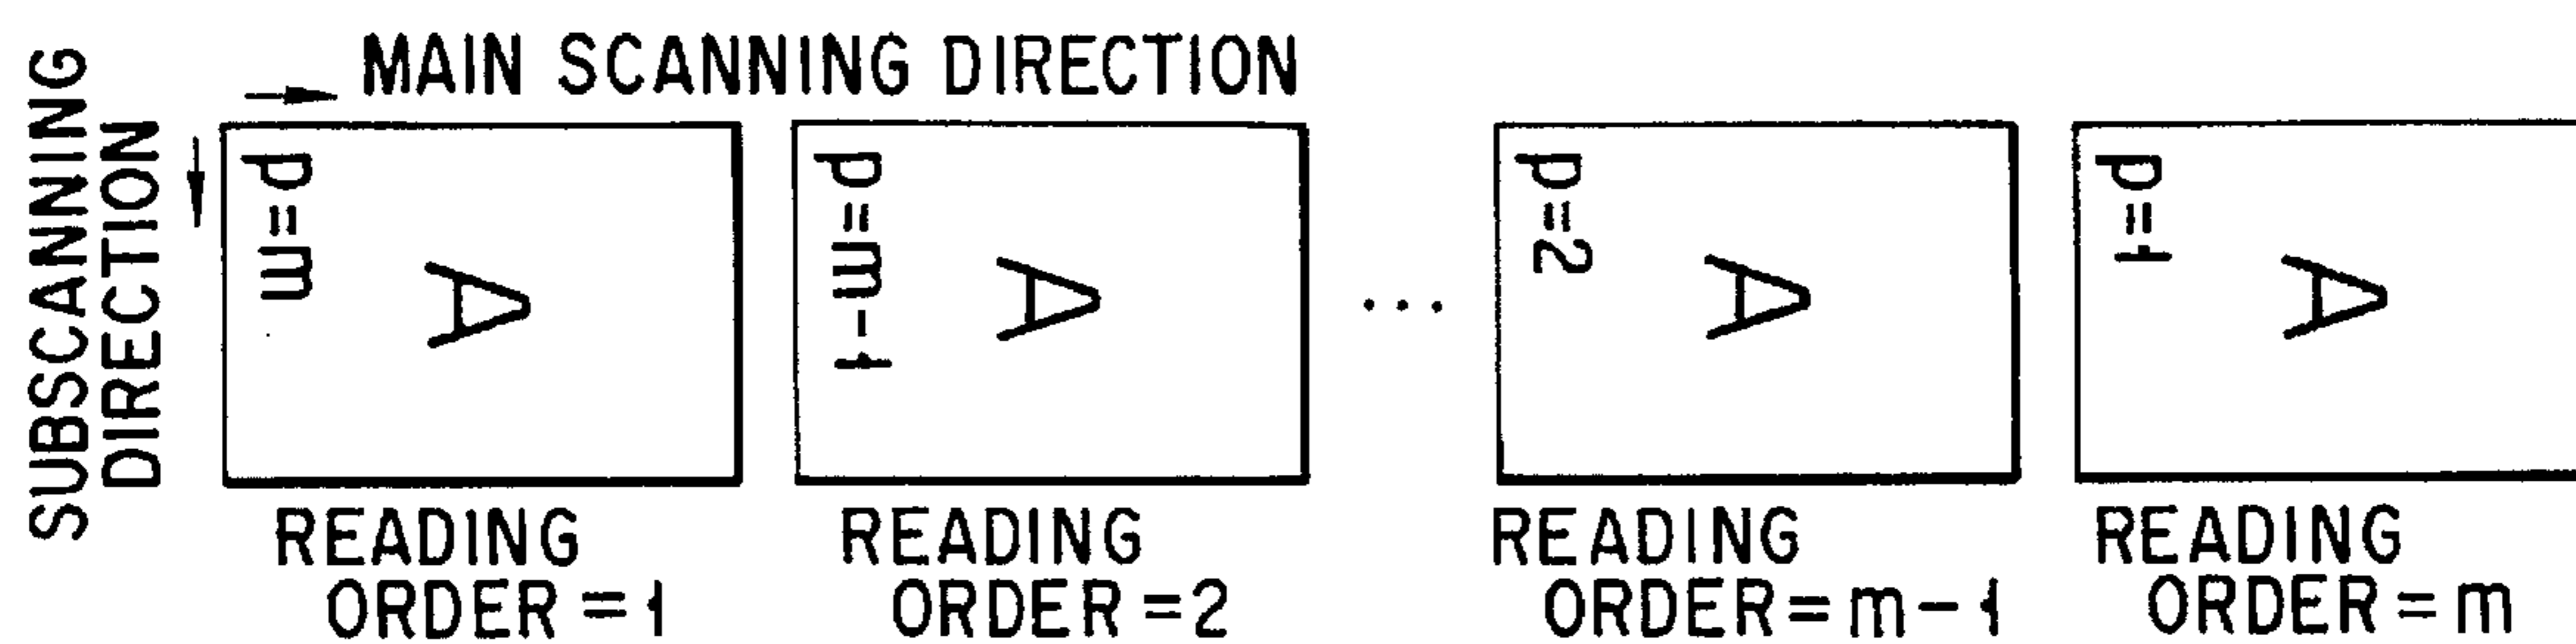 MAIN SCANNING DIRECTION
SUBSCANNING
DIRECTION
p=m
A
READING
ORDER=1
p=m-1
A
READING
ORDER=2
...
p=2
A
READING
ORDER=m-1
p=1
A
READING
ORDER=m